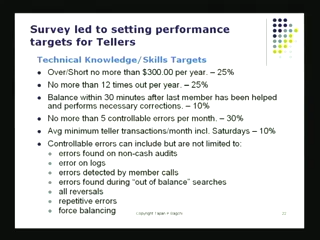 Survey led to setting performance
targets for Tellers
Technical Knowledge/Skills Targets
● Over/Short no more than $300.00 per year. – 25%
● No more than 12 times out per year. – 25%
● Balance within 30 minutes after last member has been helped
and performs necessary corrections. – 10%
● No more than 5 controllable errors per month. – 30%
● Avg minimum teller transactions/month incl. Saturdays – 10%
● Controllable errors can include but are not limited to:
● errors found on non-cash audits
● error on logs
● errors detected by member calls
● errors found during "out of balance" searches
● all reversals
● repetitive errors
● force balancing
Copyright